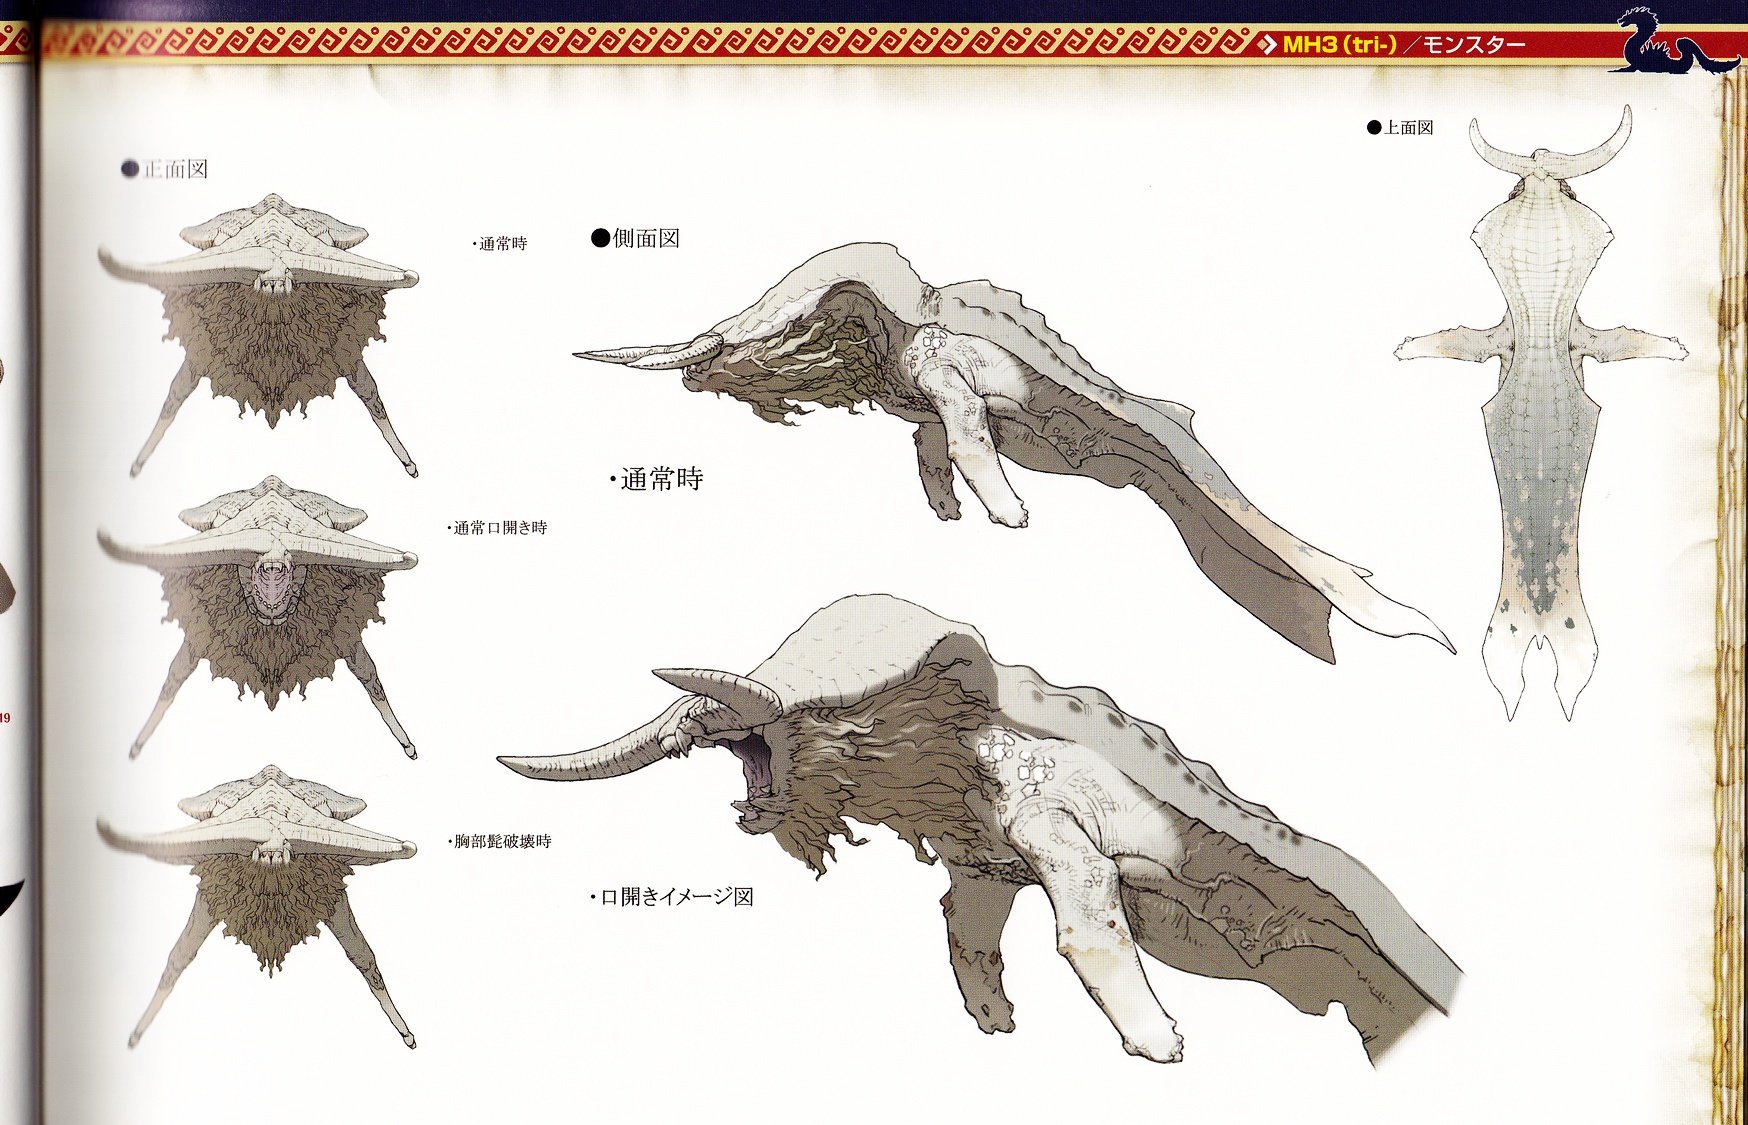 MH3(tri-)／モンスター
●正面図
・通常時
・通常口開き時
・胸部髭破壊時
●側面図
・通常時
・口開きイメージ図
●上面図
19